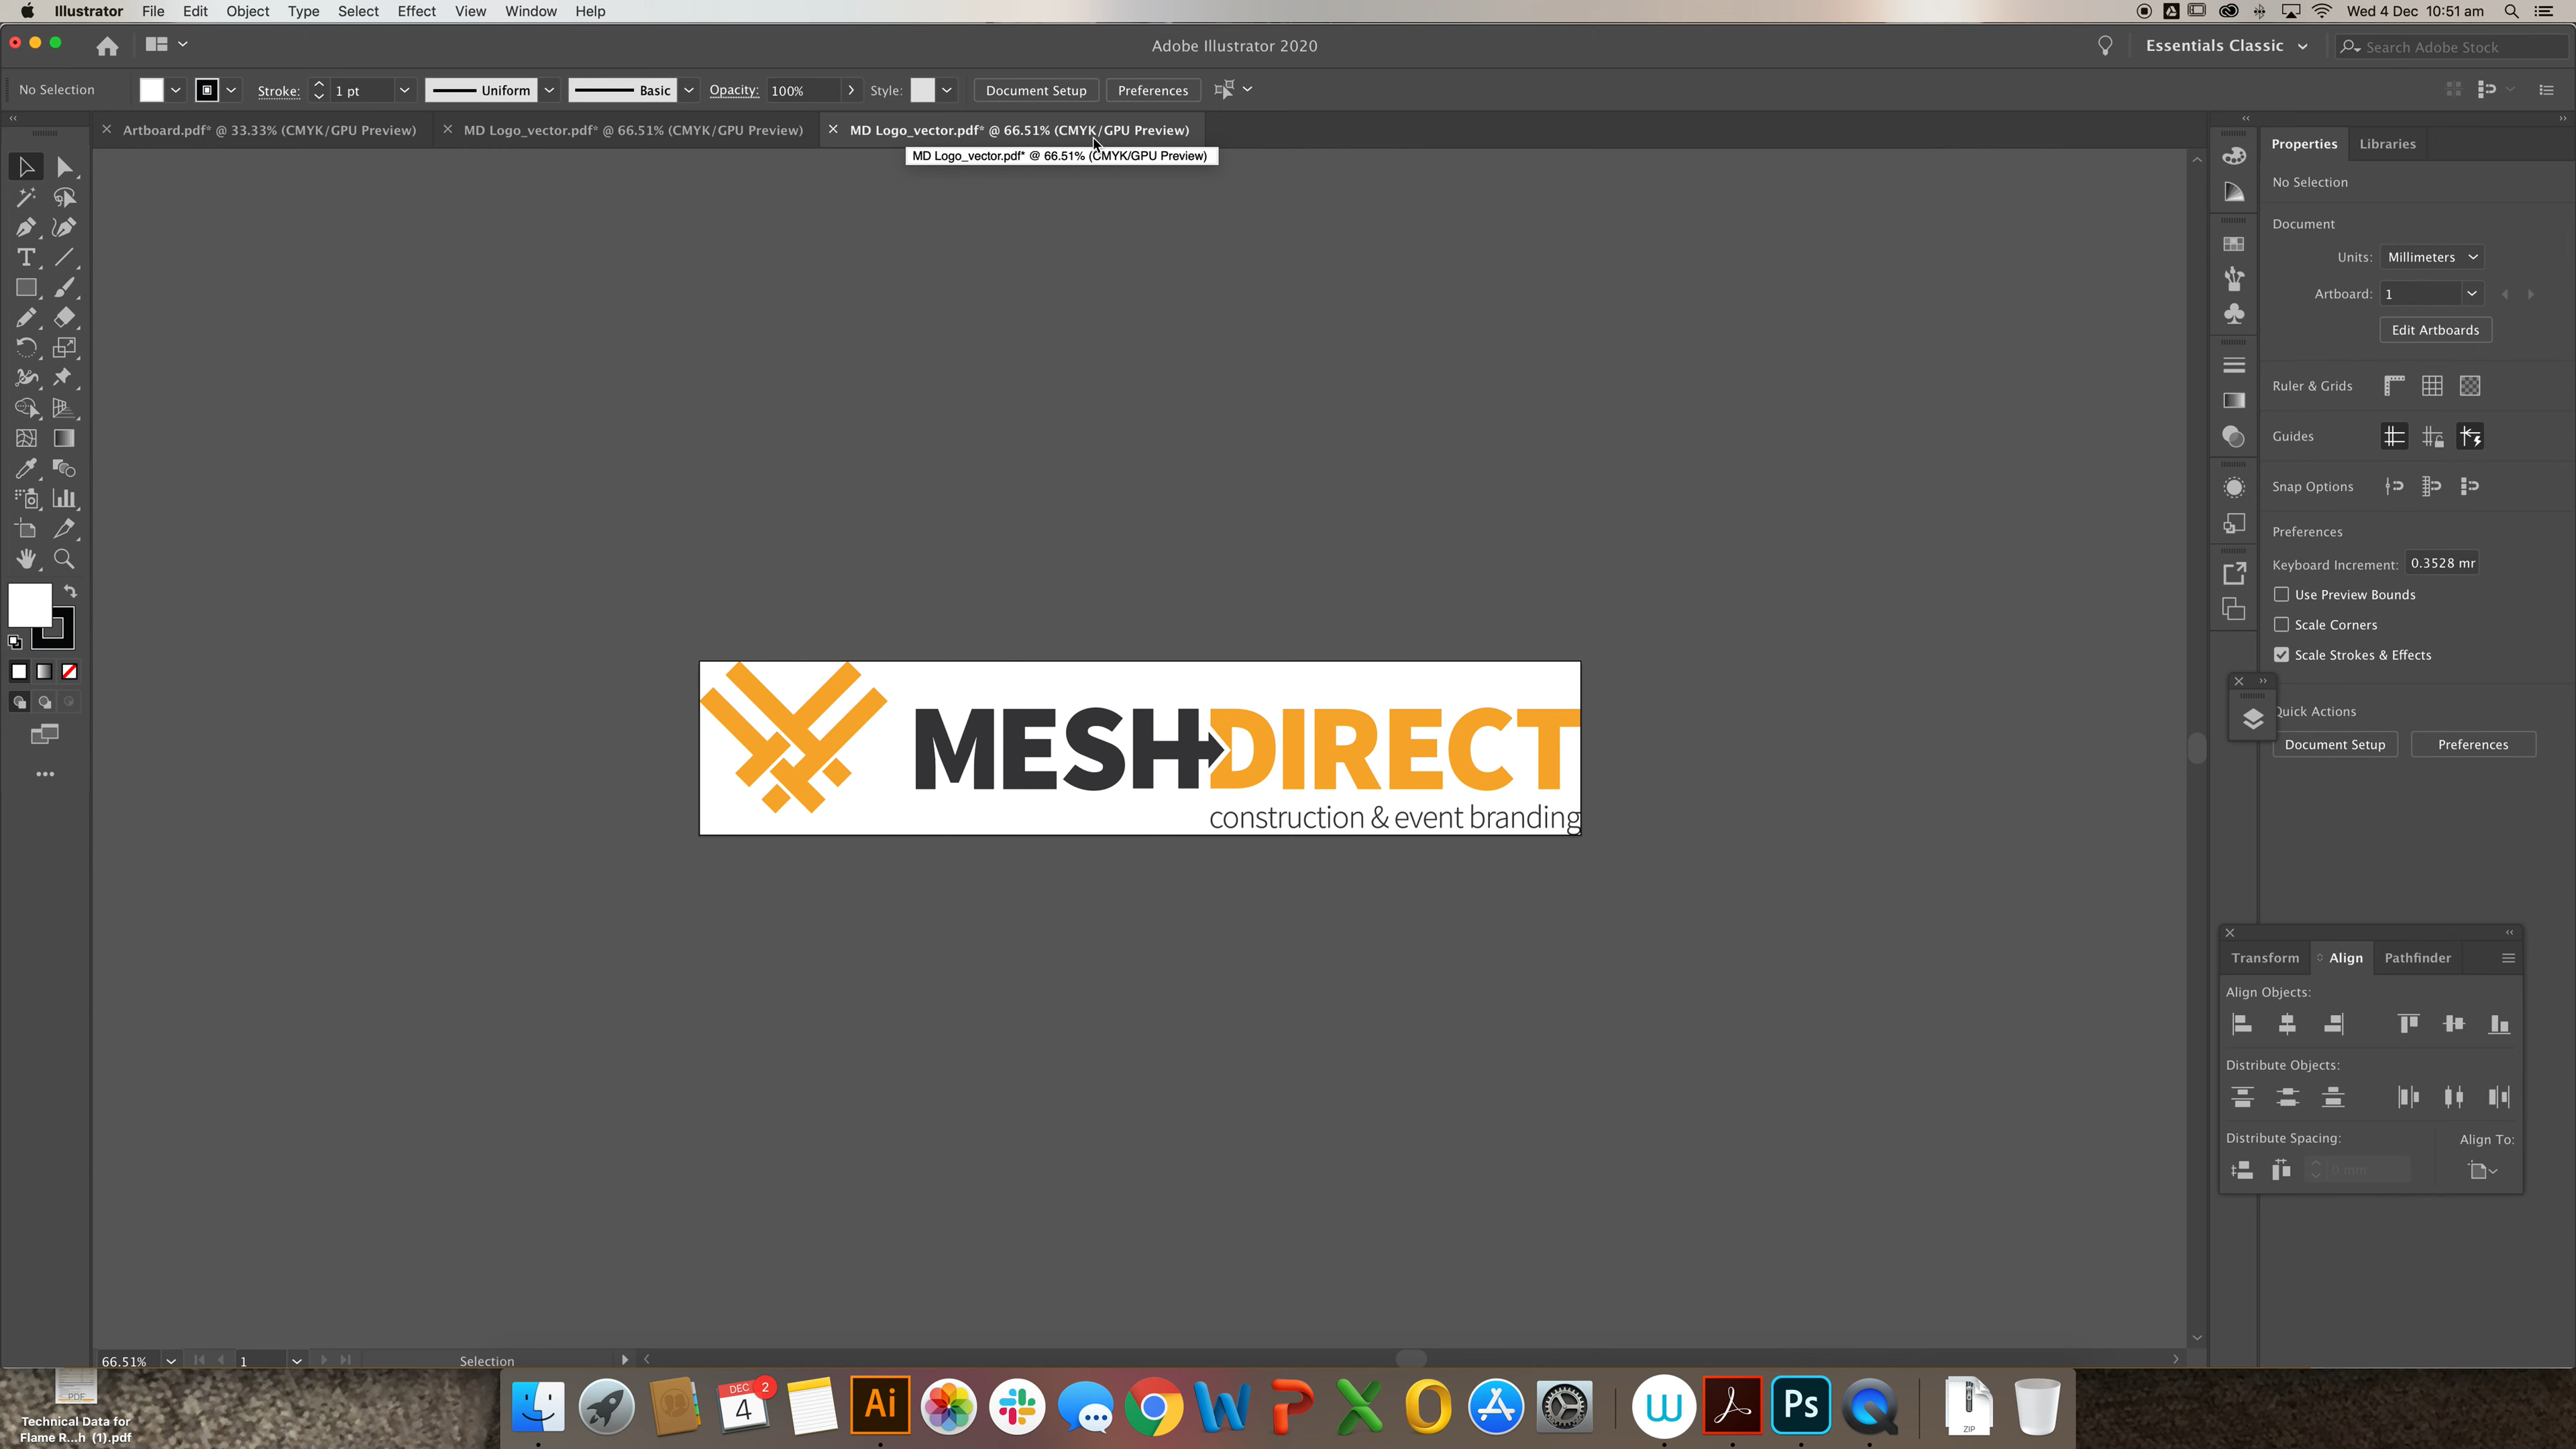 Illustrator File Edit Object Type Select Effect View Window Help
Wed 4 Dec 10:51 am
Adobe Illustrator 2020
Essentials Classic
Search Adobe Stock
No Selection
Stroke: 1 pt
Uniform
Basic
Opacity: 100%
Style:
Document Setup
Preferences
Artboard.pdf* @ 33.33% (CMYK/GPU Preview)
MD Logo_vector.pdf* @ 66.51% (CMYK/GPU Preview)
MD Logo_vector.pdf* @ 66.51% (CMYK/GPU Preview)
MD Logo_vector.pdf* @ 66.51% (CMYK/GPU Preview)
MESHDIRECT
construction & event branding
Properties Libraries
No Selection
Document
Units: Millimeters
Artboard: 1
Edit Artboards
Ruler & Grids
Guides
Snap Options
Preferences
Keyboard Increment: 0.3528 mr
Use Preview Bounds
Scale Corners
Scale Strokes & Effects
Quick Actions
Document Setup Preferences
Transform Align Pathfinder
Align Objects:
Distribute Objects:
Distribute Spacing: Align To:
0 mm
66.51% 1 Selection
PDF
Technical Data for
Flame R...h (1).pdf
DEC 2
4
Ai
Ps
ZIP